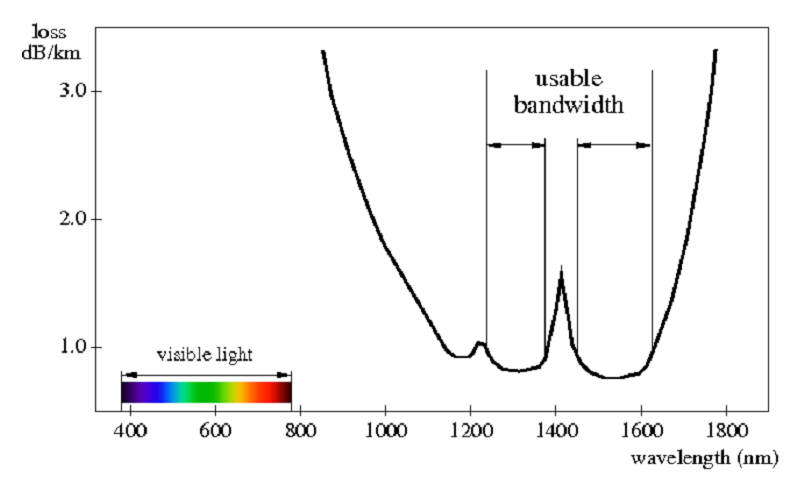 loss
dB/km
usable
bandwidth
3.0
2.0
1.0
visible light
400 600 800 1000 1200 1400 1600 1800
wavelength (nm)